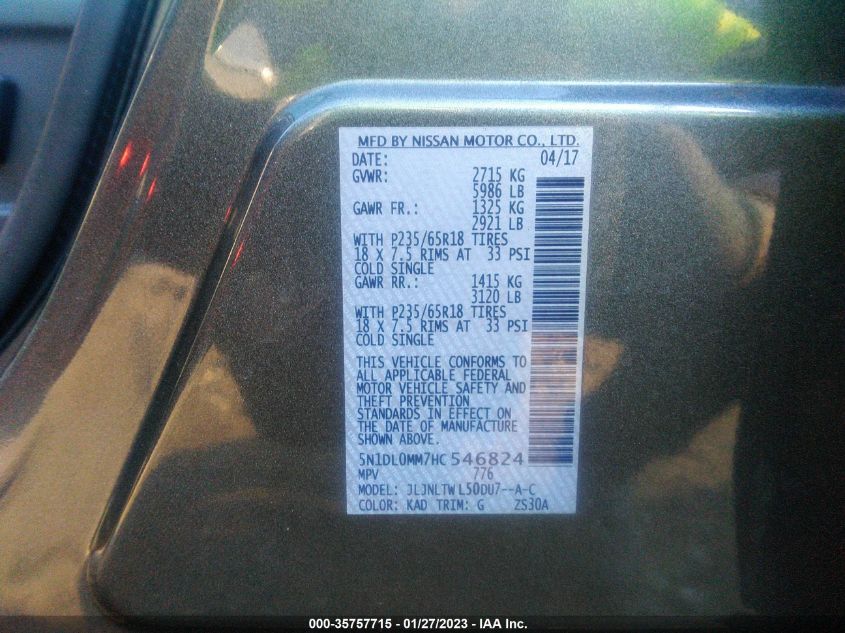 MFD BY NISSAN MOTOR CO., LTD.
DATE: 04/17
GVWR: 2715 KG
5986 LB
GAWR FR.: 1325 KG
2921 LB
WITH P235/65R18 TIRES
18 X 7.5 RIMS AT 33 PSI
COLD SINGLE
GAWR RR.: 1415 KG
3120 LB
WITH P235/65R18 TIRES
18 X 7.5 RIMS AT 33 PSI
COLD SINGLE
THIS VEHICLE CONFORMS TO
ALL APPLICABLE FEDERAL
MOTOR VEHICLE SAFETY AND
THEFT PREVENTION
STANDARDS IN EFFECT ON
THE DATE OF MANUFACTURE
SHOWN ABOVE.
5N1DL0MM7HC546824
MPV 776
MODEL: JLJNLTWL50DU7--A-C
COLOR: KAD TRIM: G ZS30A
000-35757715 - 01/27/2023 - IAA Inc.